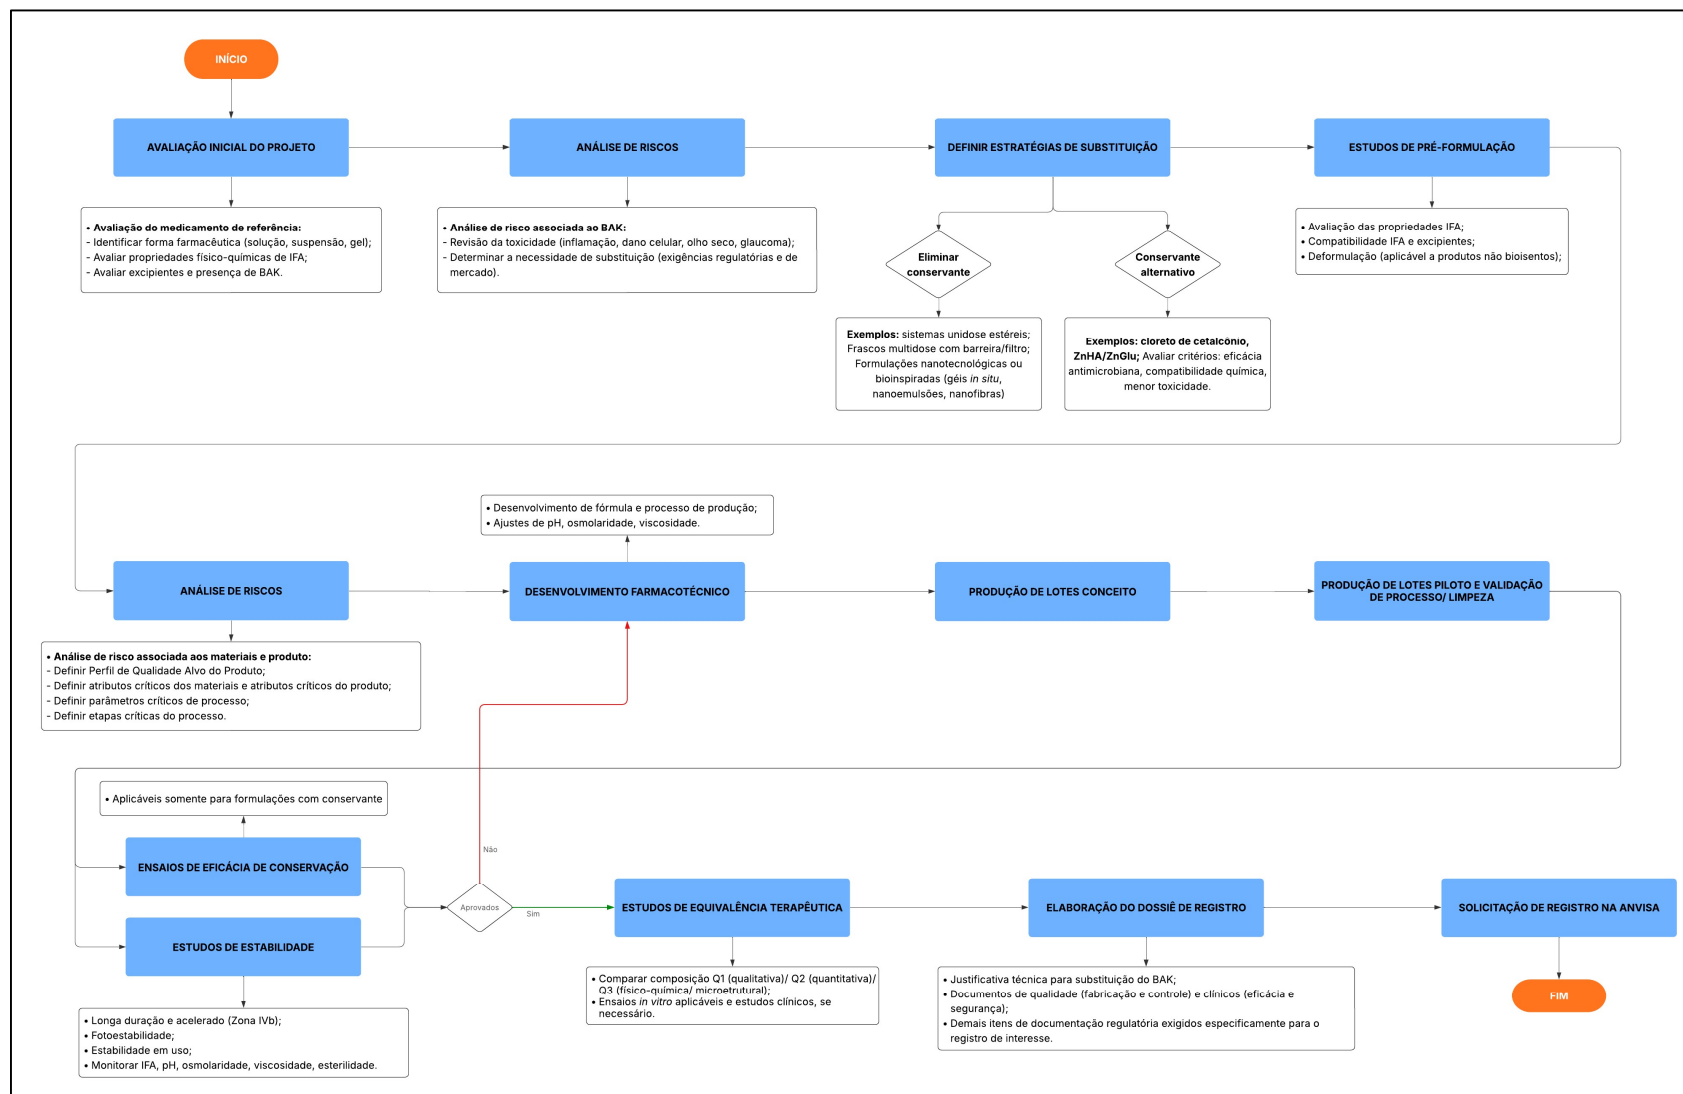 INÍCIO
AVALIAÇÃO INICIAL DO PROJETO
ANÁLISE DE RISCOS
DEFINIR ESTRATÉGIAS DE SUBSTITUIÇÃO
ESTUDOS DE PRÉ-FORMULAÇÃO
• Avaliação do medicamento de referência:
- Identificar forma farmacêutica (solução, suspensão, gel);
- Avaliar propriedades físico-químicas de IFA;
- Avaliar excipientes e presença de BAK.
• Análise de risco associada ao BAK:
- Revisão da toxicidade (inflamação, dano celular, olho seco, glaucoma);
- Determinar a necessidade de substituição (exigências regulatórias e de
mercado).
Eliminar
conservante
Conservante
alternativo
• Avaliação das propriedades IFA;
• Compatibilidade IFA e excipientes;
• Deformulação (aplicável a produtos não bioisentos);
Exemplos: sistemas unidose estéreis;
Frascos multidose com barreira/filtro;
Formulações nanotecnológicas ou
bioinspiradas (géis in situ,
nanoemulsões, nanofibras)
Exemplos: cloreto de cetalcônio,
ZnHA/ZnGlu; Avaliar critérios: eficácia
antimicrobiana, compatibilidade química,
menor toxicidade.
• Desenvolvimento de fórmula e processo de produção;
• Ajustes de pH, osmolaridade, viscosidade.
ANÁLISE DE RISCOS
DESENVOLVIMENTO FARMACOTÉCNICO
PRODUÇÃO DE LOTES CONCEITO
PRODUÇÃO DE LOTES PILOTO E VALIDAÇÃO
DE PROCESSO/ LIMPEZA
• Análise de risco associada aos materiais e produto:
- Definir Perfil de Qualidade Alvo do Produto;
- Definir atributos críticos dos materiais e atributos críticos do produto;
- Definir parâmetros críticos de processo;
- Definir etapas críticas do processo.
• Aplicáveis somente para formulações com conservante
ENSAIOS DE EFICÁCIA DE CONSERVAÇÃO
ESTUDOS DE ESTABILIDADE
• Longa duração e acelerado (Zona IVb);
• Fotoestabilidade;
• Estabilidade em uso;
• Monitorar IFA, pH, osmolaridade, viscosidade, esterilidade.
Aprovados
Não
Sim
ESTUDOS DE EQUIVALÊNCIA TERAPÊUTICA
ELABORAÇÃO DO DOSSIÊ DE REGISTRO
SOLICITAÇÃO DE REGISTRO NA ANVISA
• Comparar composição Q1 (qualitativa)/ Q2 (quantitativa)/
Q3 (físico-química/ microetrutural);
• Ensaios in vitro aplicáveis e estudos clínicos, se
necessário.
• Justificativa técnica para substituição do BAK;
• Documentos de qualidade (fabricação e controle) e clínicos (eficácia e
segurança);
• Demais itens de documentação regulatória exigidos especificamente para o
registro de interesse.
FIM